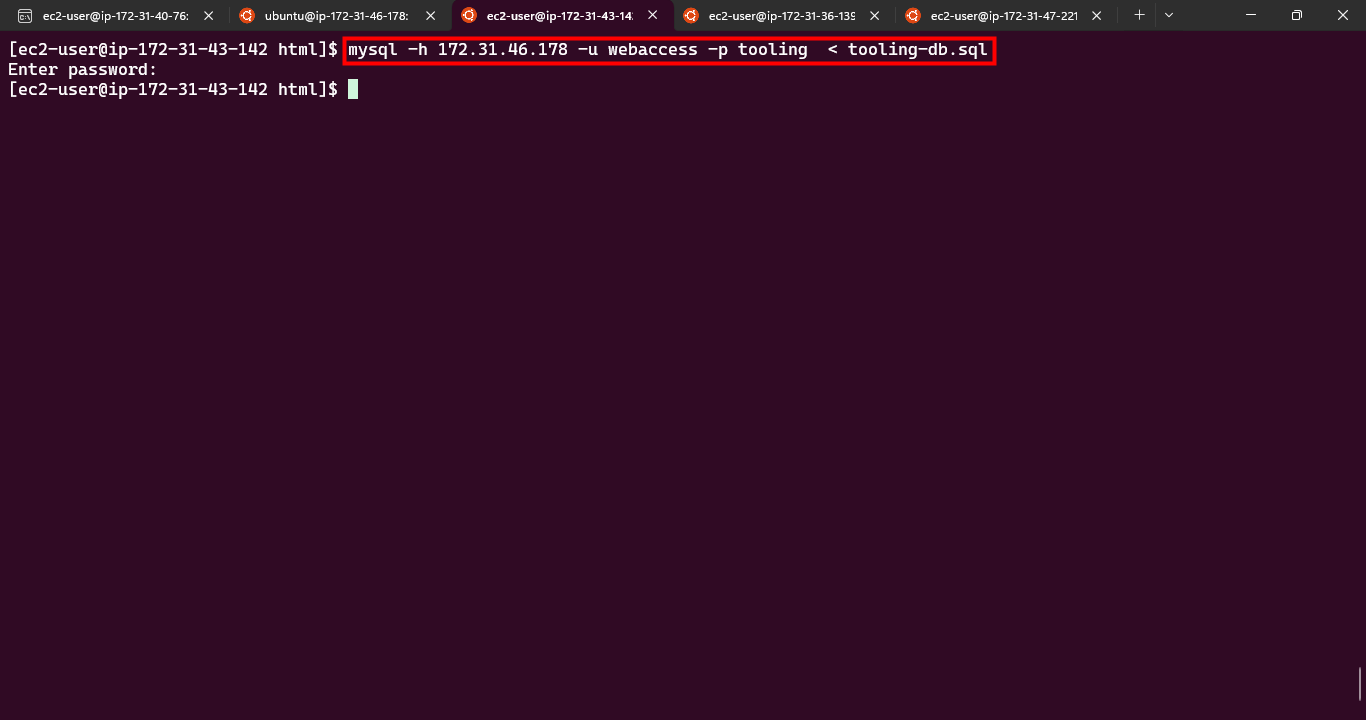 ec2-user@ip-172-31-40-76: ubuntu@ip-172-31-46-178: ec2-user@ip-172-31-43-14 ec2-user@ip-172-31-36-139 ec2-user@ip-172-31-47-221
[ec2-user@ip-172-31-43-142 html]$ mysql -h 172.31.46.178 -u webaccess -p tooling  < tooling-db.sql
Enter password:
[ec2-user@ip-172-31-43-142 html]$